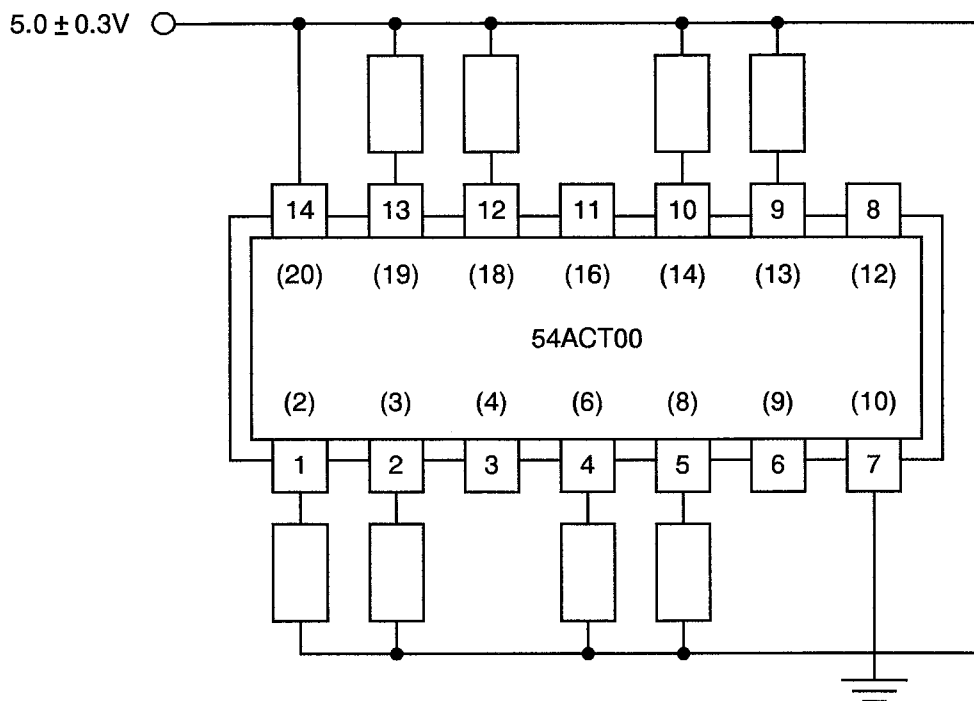 5.0 ± 0.3V
14 13 12 11 10 9 8
(20) (19) (18) (16) (14) (13) (12)
54ACT00
(2) (3) (4) (6) (8) (9) (10)
1 2 3 4 5 6 7